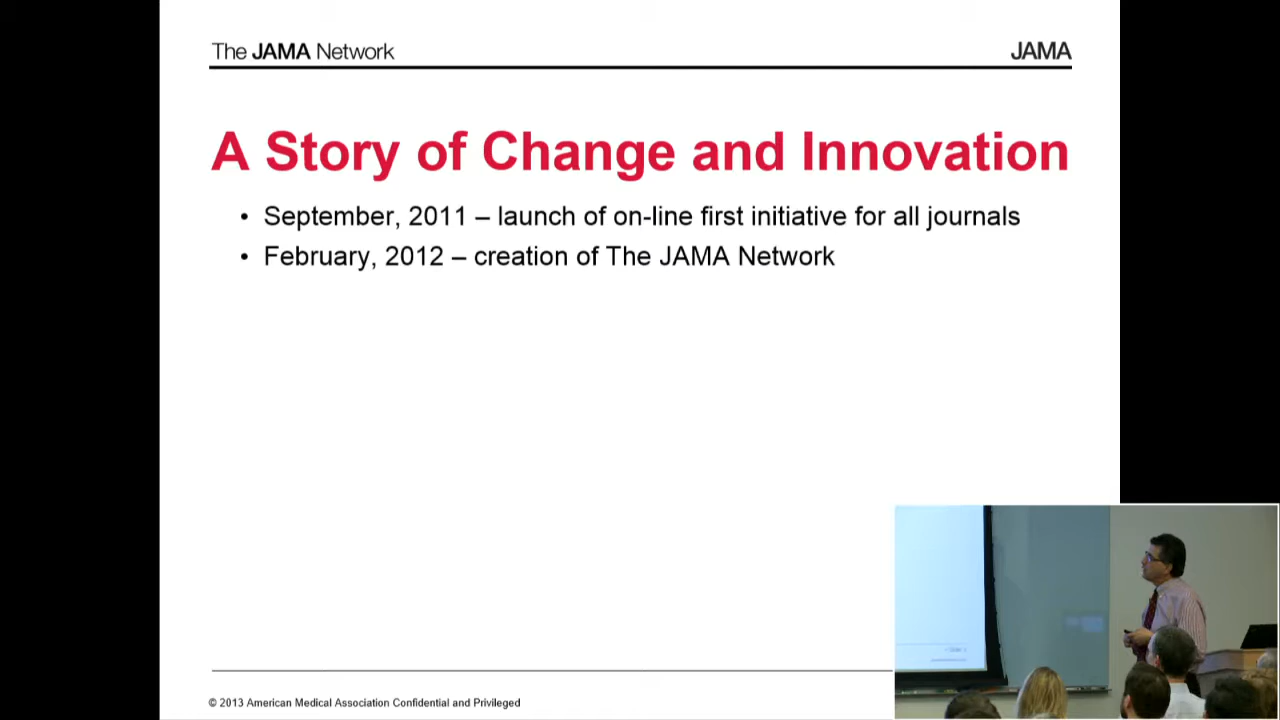 The JAMA Network
JAMA
A Story of Change and Innovation
• September, 2011 – launch of on-line first initiative for all journals
• February, 2012 – creation of The JAMA Network
© 2013 American Medical Association Confidential and Privileged